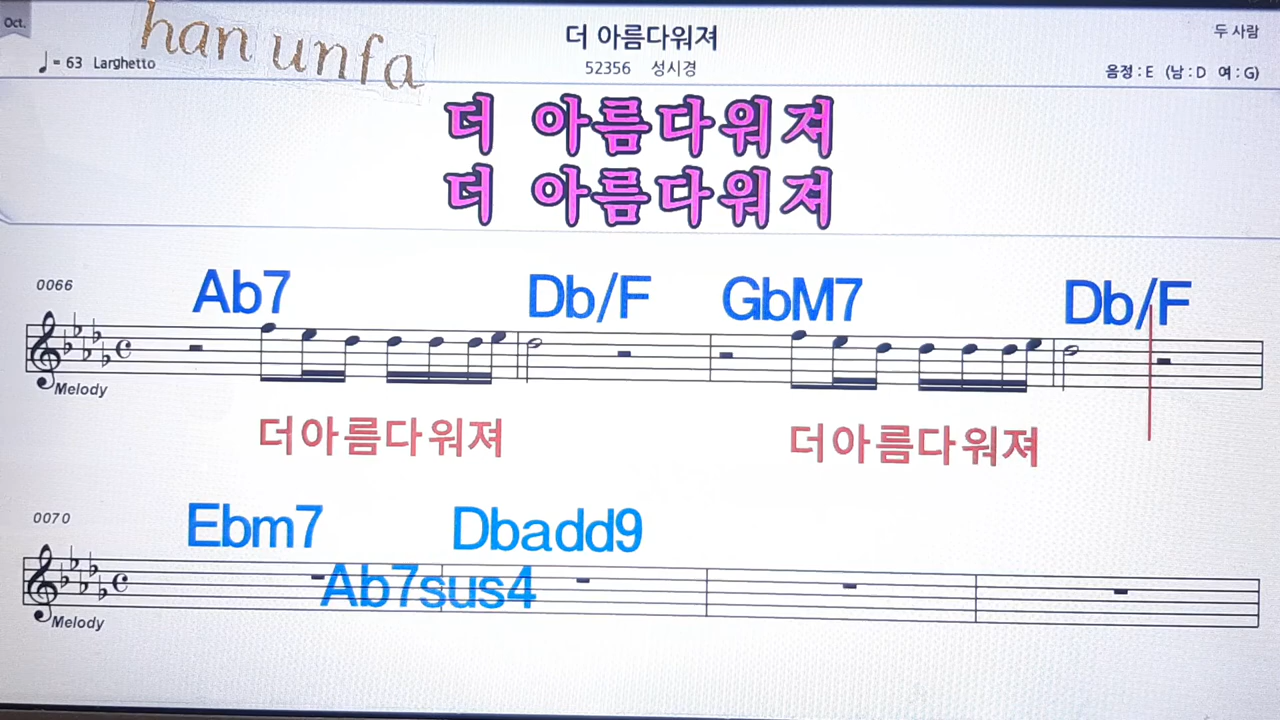 Oct.
han unfa
더 아름다워져
두 사람
♩= 63 Larghetto
52356 성시경
음정 : E (남 : D 여 : G)
더 아름다워져
더 아름다워져
0066
Ab7 Db/F GbM7 Db/F
Melody
더아름다워져 더아름다워져
0070
Ebm7 Dbadd9
Ab7sus4
Melody